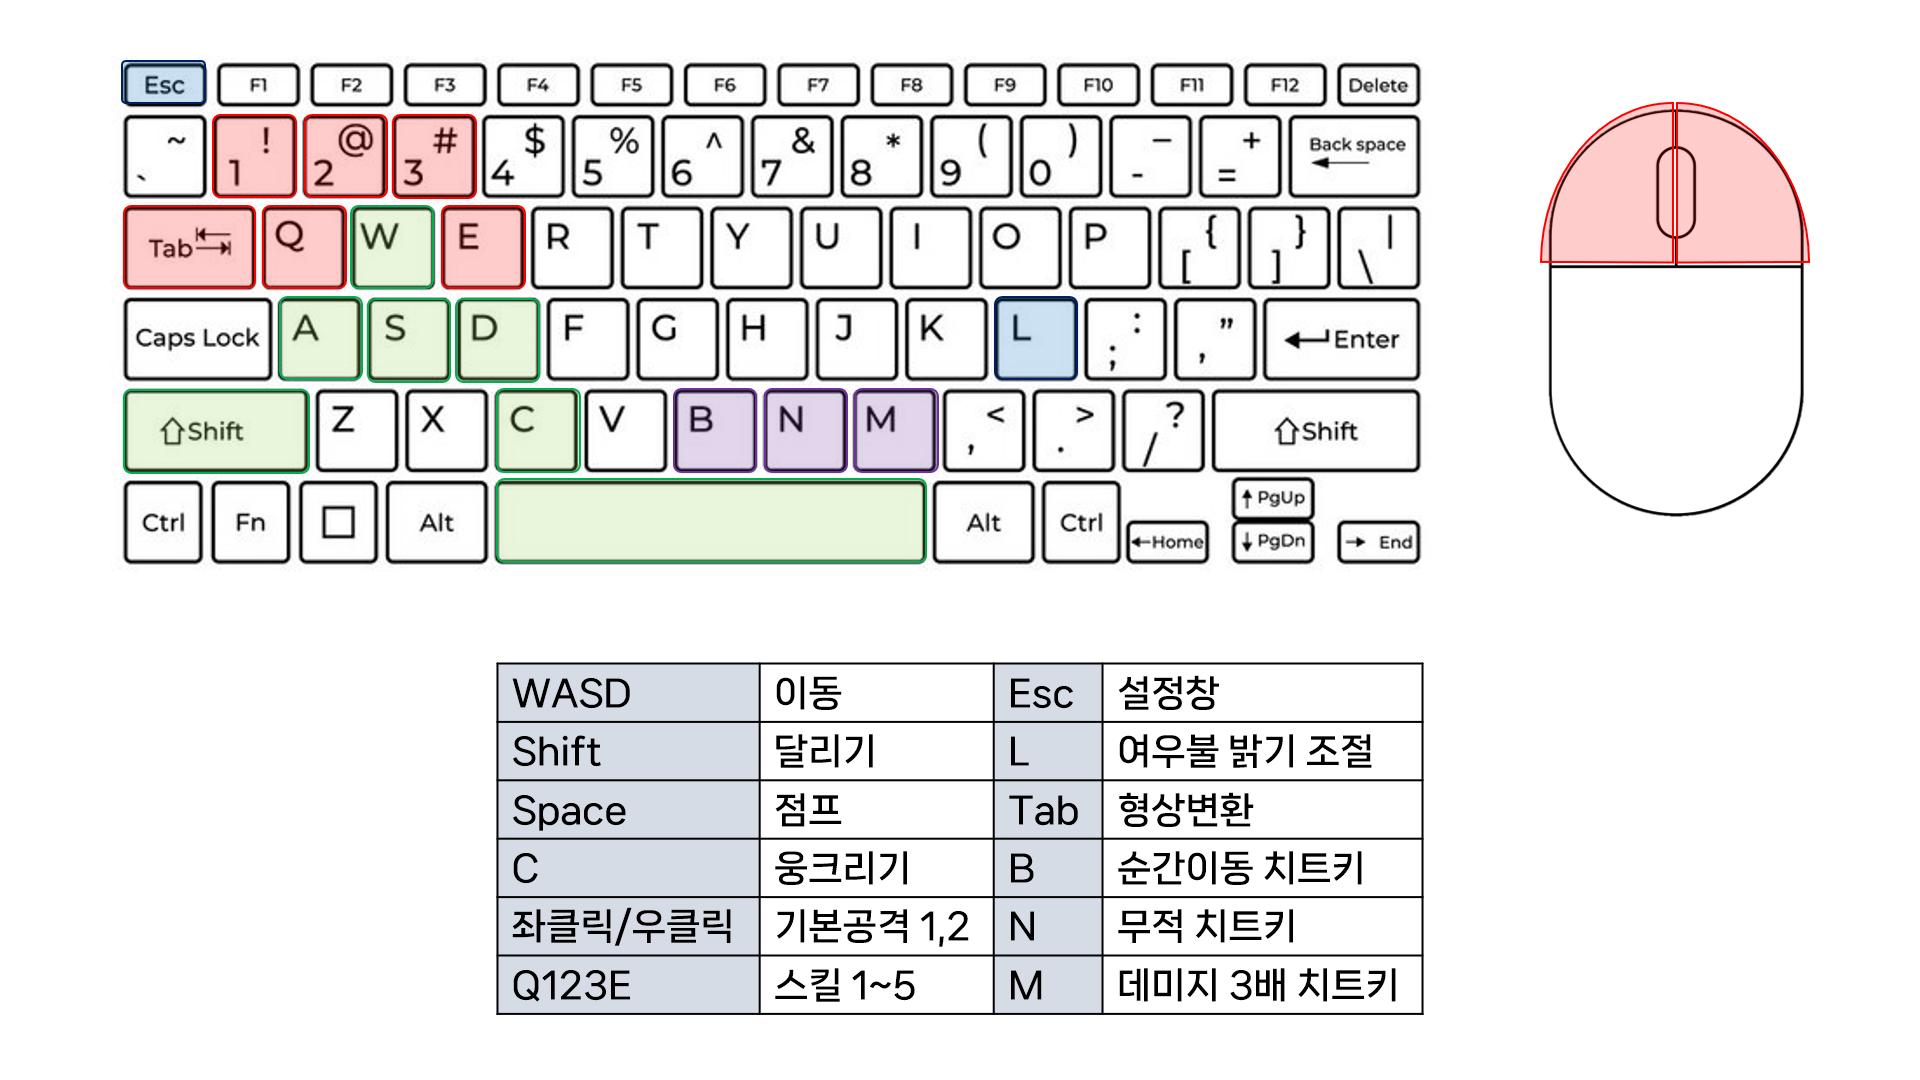 Esc F1 F2 F3 F4 F5 F6 F7 F8 F9 F10 F11 F12 Delete
~ ! @ # $ % ^ & * ( ) – + Back space
` 1 2 3 4 5 6 7 8 9 0 - =
Tab Q W E R T Y U I O P { } |
[ ] \
Caps Lock A S D F G H J K L : ” Enter
; ,
Shift Z X C V B N M < > ? Shift
, . /
Ctrl Fn Alt Alt Ctrl Home PgUp PgDn End
WASD 이동 Esc 설정창
Shift 달리기 L 여우불 밝기 조절
Space 점프 Tab 형상변환
C 웅크리기 B 순간이동 치트키
좌클릭/우클릭 기본공격 1,2 N 무적 치트키
Q123E 스킬 1~5 M 데미지 3배 치트키